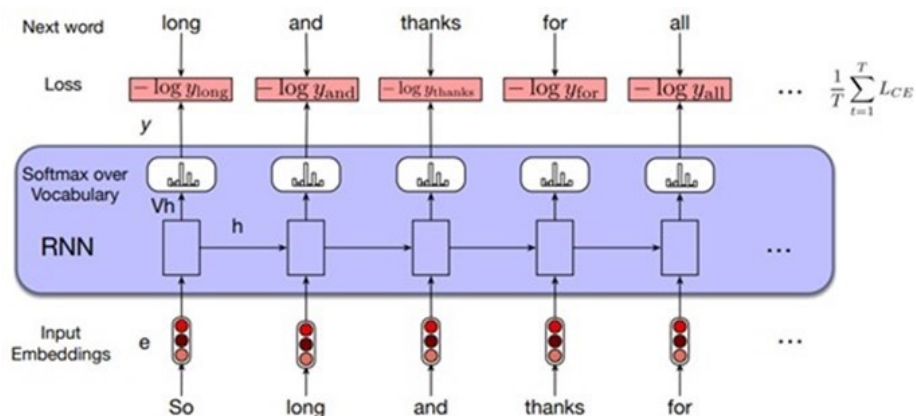 Next word long and thanks for all
Loss − log y_long − log y_and − log y_thanks − log y_for − log y_all ... 1/T ∑_{t=1}^{T} L_CE
y
Softmax over
Vocabulary
Vh
RNN h ...
Input
Embeddings e ...
So long and thanks for